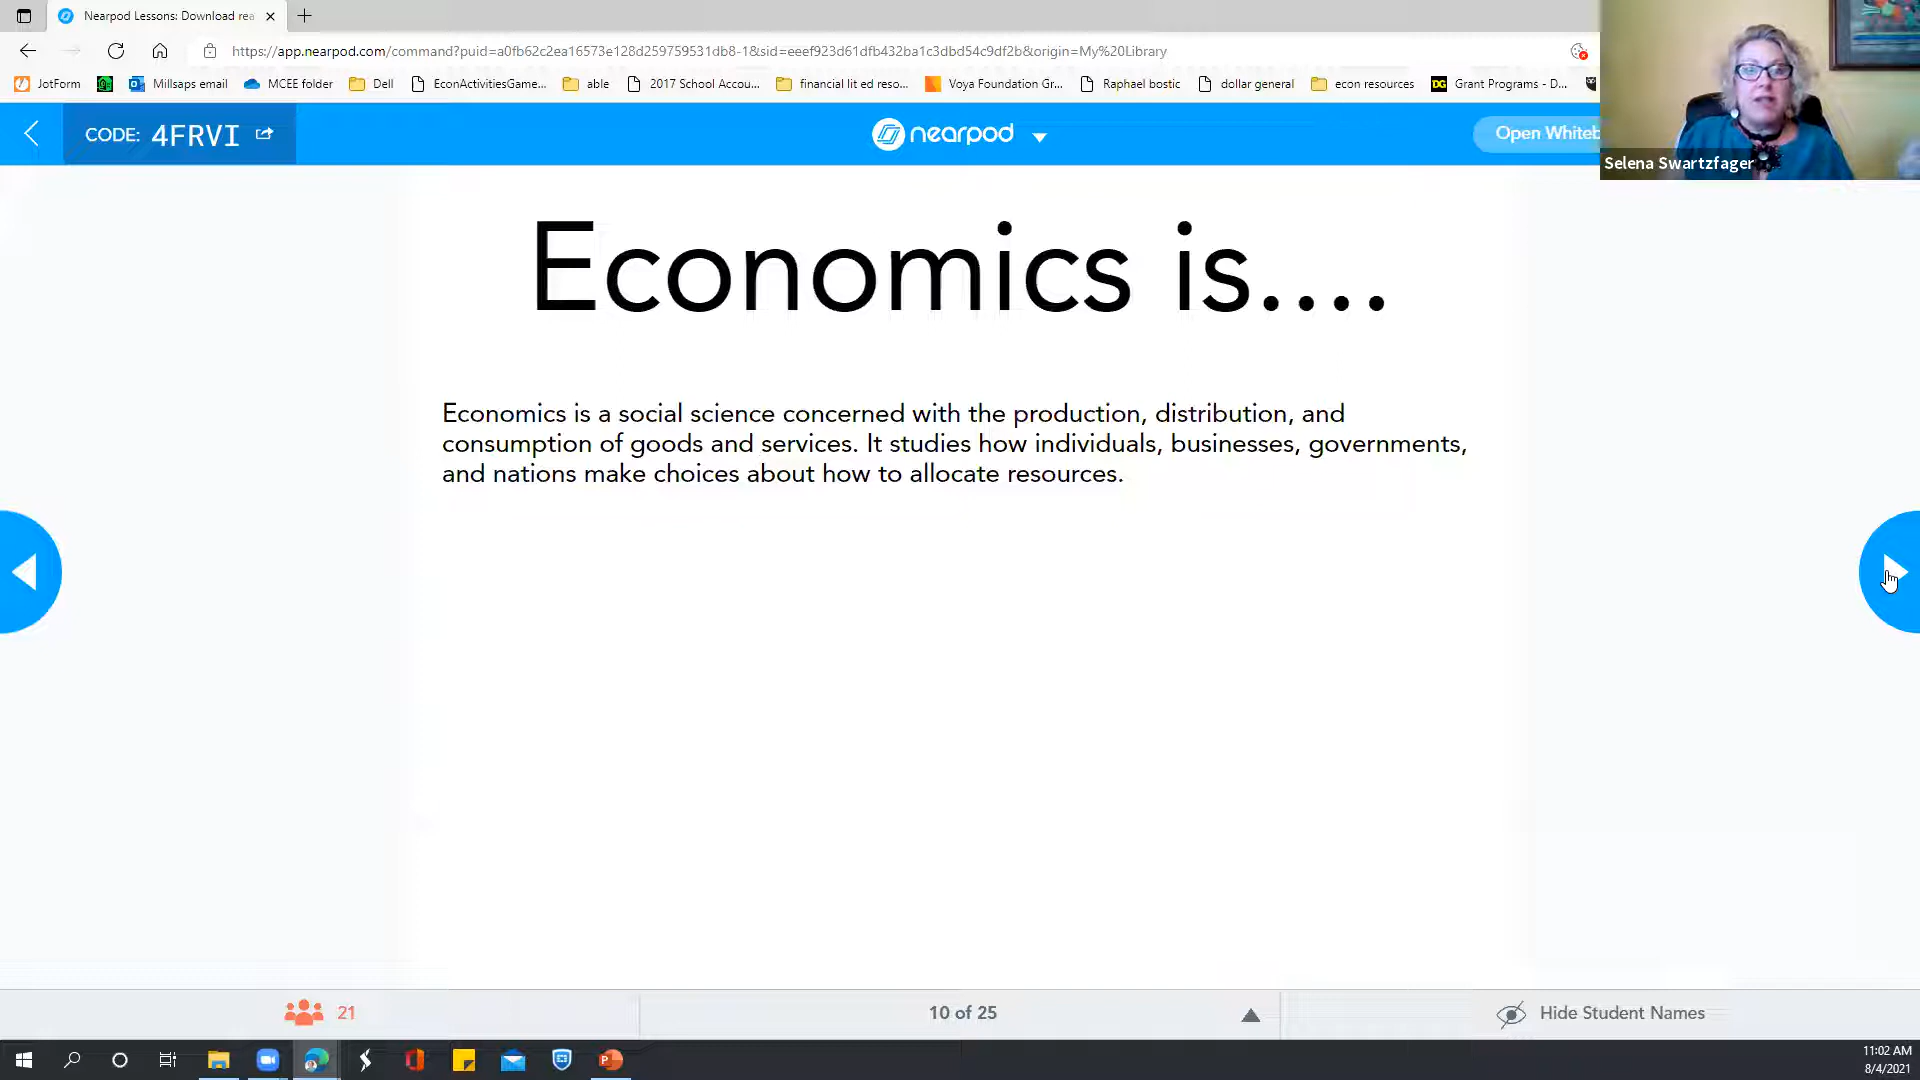 Nearpod Lessons: Download rea
https://app.nearpod.com/command?puid=a0fb62c2ea16573e128d259759531db8-1&sid=eeef923d61dfb432ba1c3dbd54c9df2b&origin=My%20Library
JotForm Millsaps email MCEE folder Dell EconActivitiesGame... able 2017 School Accou... financial lit ed reso... Voya Foundation Gr... Raphael bostic dollar general econ resources DG Grant Programs - D...
CODE: 4FRVI nearpod Open Whiteb
Selena Swartzfager
Economics is....
Economics is a social science concerned with the production, distribution, and
consumption of goods and services. It studies how individuals, businesses, governments,
and nations make choices about how to allocate resources.
21 10 of 25 Hide Student Names
11:02 AM
8/4/2021